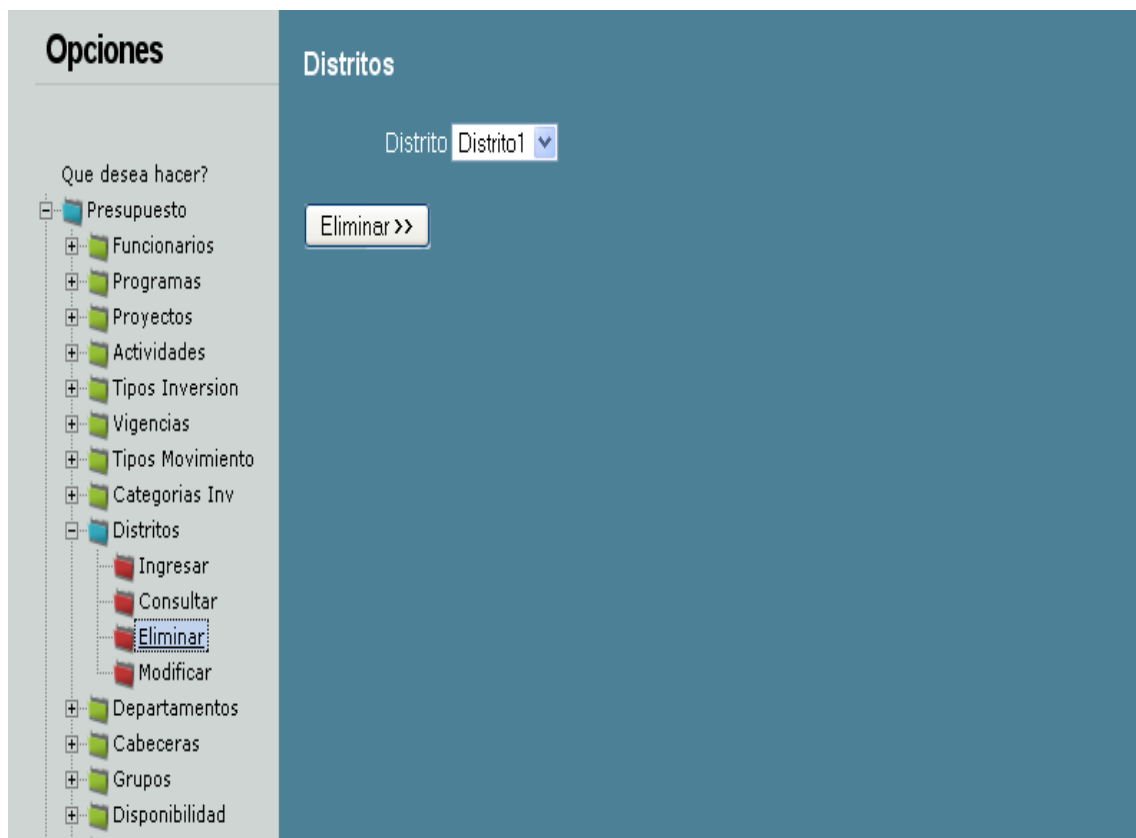 Opciones
Que desea hacer?
Presupuesto
Funcionarios
Programas
Proyectos
Actividades
Tipos Inversion
Vigencias
Tipos Movimiento
Categorias Inv
Distritos
Ingresar
Consultar
Eliminar
Modificar
Departamentos
Cabeceras
Grupos
Disponibilidad
Distritos
Distrito Distrito1
Eliminar >>